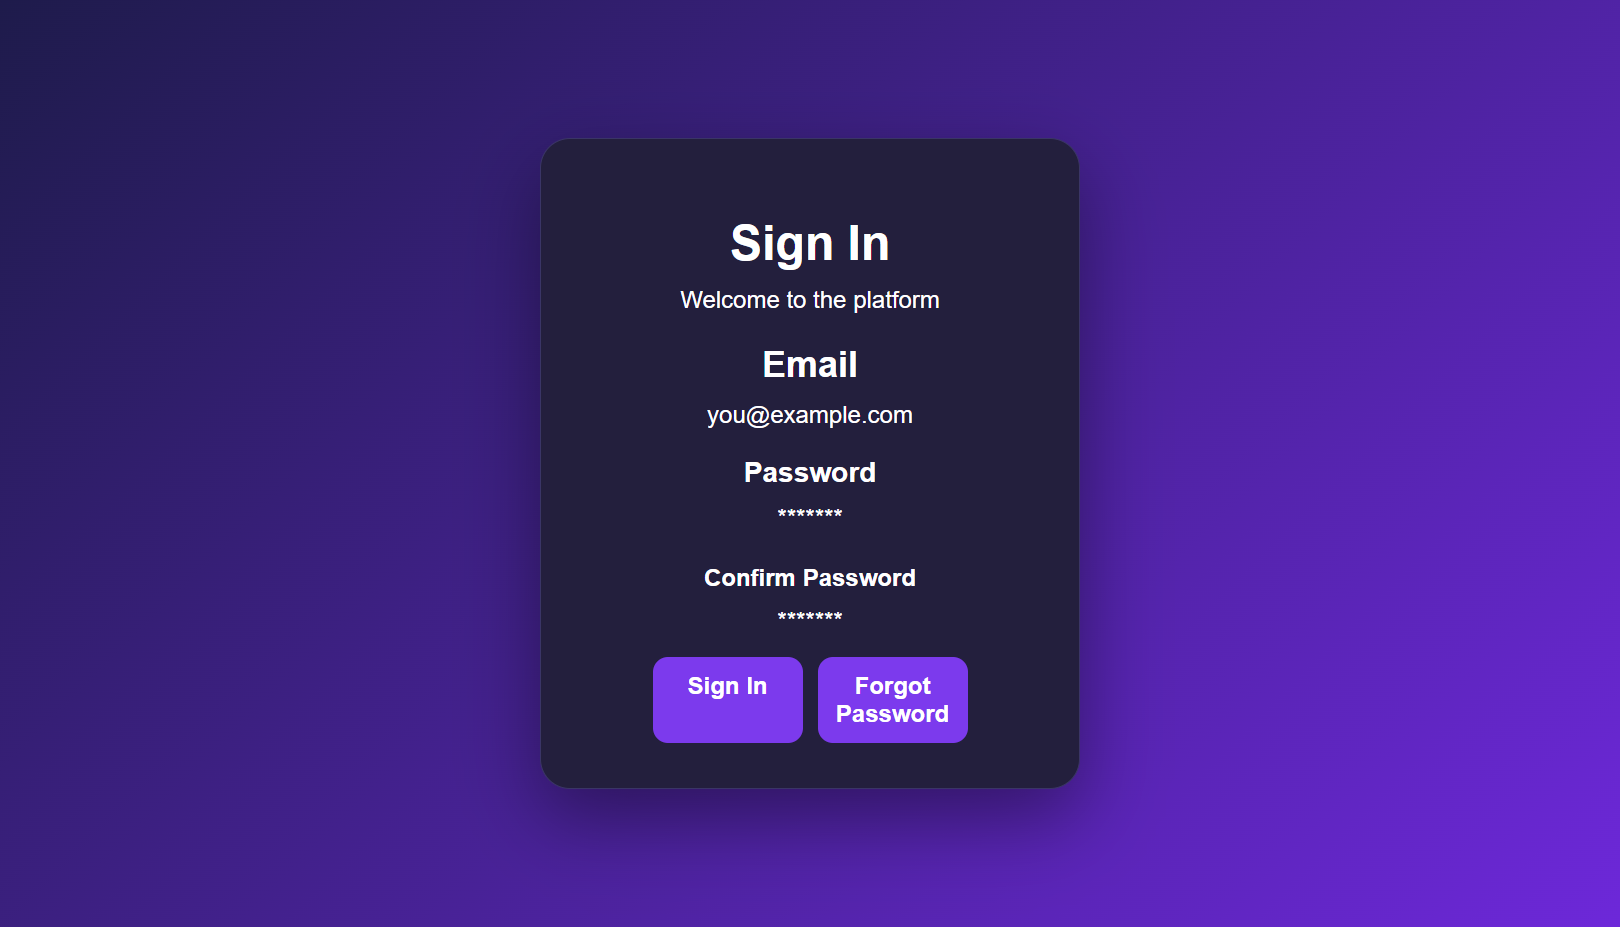 Sign In
Welcome to the platform
Email
you@example.com
Password
*******
Confirm Password
*******
Sign In
Forgot
Password